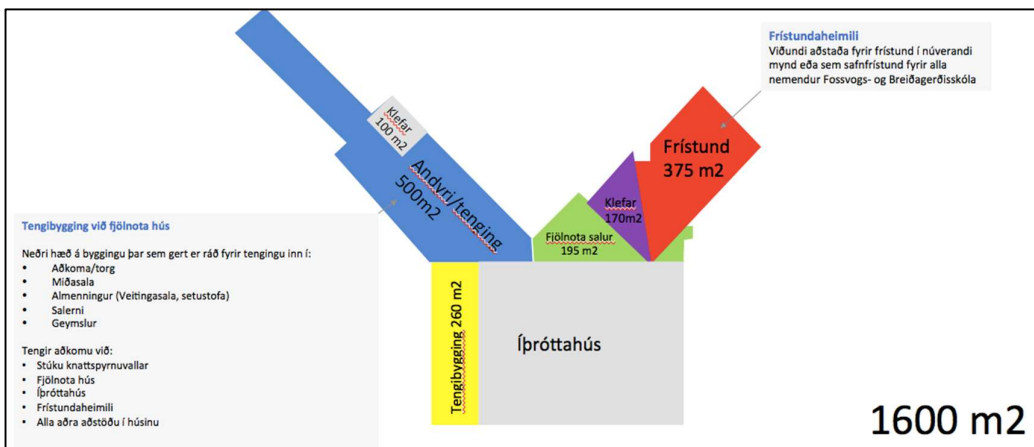 Frístundaheimili
Viðundi aðstaða fyrir frístund í núverandi
mynd eða sem safnfrístund fyrir alla
nemendur Fossvogs- og Breiðagerðisskóla
Klefar
100 m2
Andyri/tenging
500m2
Frístund
375 m2
Klefar
170m2
Fjölnota salur
195 m2
Tengibygging við fjölnota hús
Neðri hæð á byggingu þar sem gert er ráð fyrir tengingu inn í:
• Aðkoma/torg
• Miðasala
• Almenningur (Veitingasala, setustofa)
• Salerni
• Geymslur
Tengir aðkomu við:
• Stúku knattspyrnuvallar
• Fjölnota hús
• Íþróttahús
• Frístundaheimili
• Alla aðra aðstöðu í húsinu
Tengibygging 260 m2
Íþróttahús
1600 m2